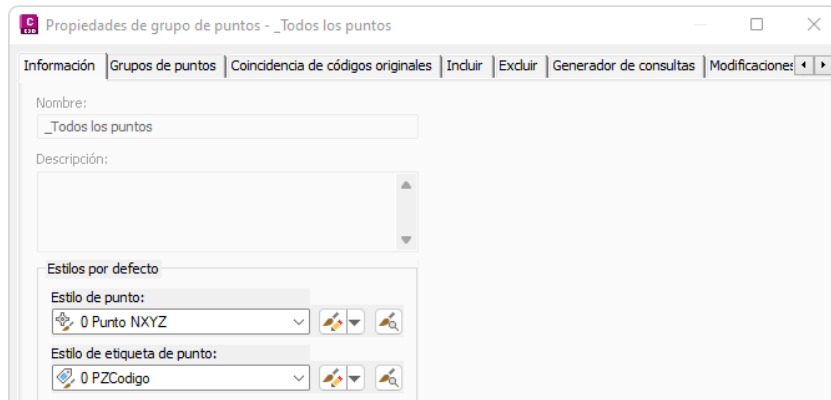 C
C3D
Propiedades de grupo de puntos - _Todos los puntos
Información Grupos de puntos Coincidencia de códigos originales Incluir Excluir Generador de consultas Modificaciones
Nombre:
_Todos los puntos
Descripción:
Estilos por defecto
Estilo de punto:
0 Punto NXYZ
Estilo de etiqueta de punto:
0 PZCodigo